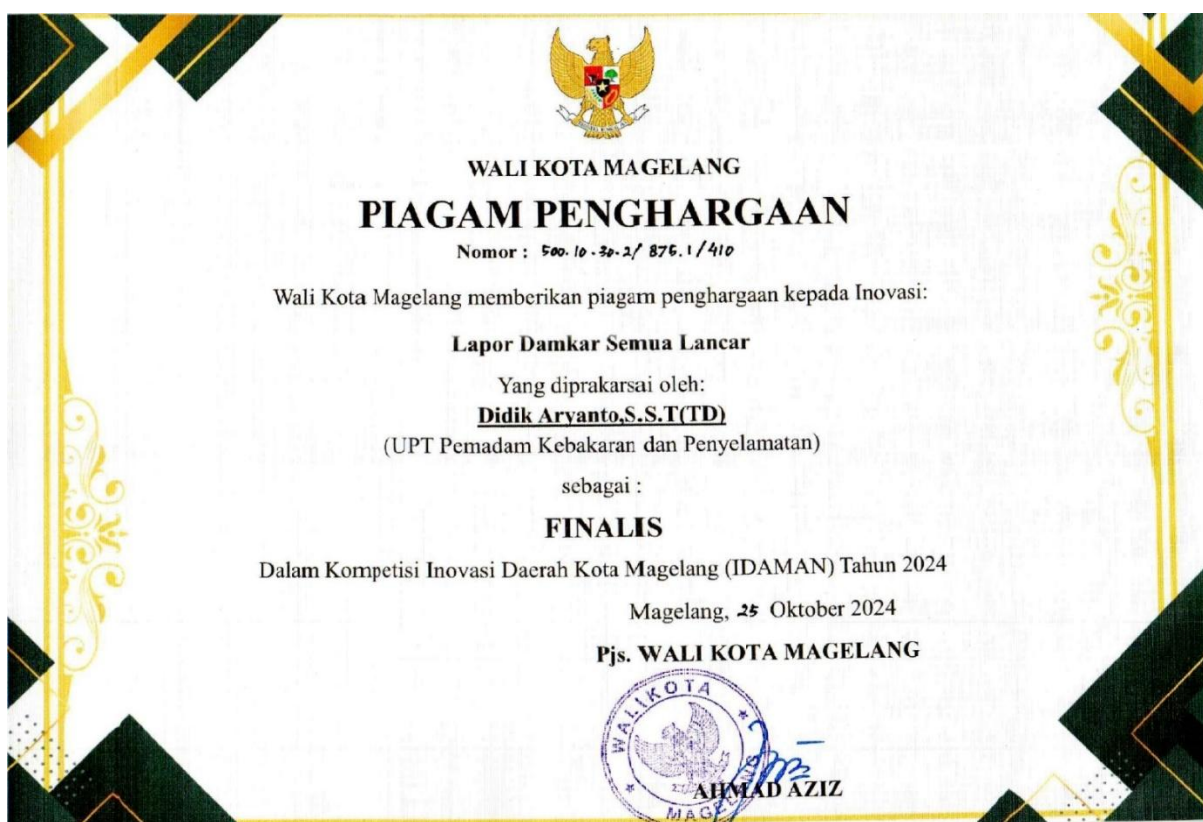 WALI KOTA MAGELANG
PIAGAM PENGHARGAAN
Nomor : 500.10.30.2/ 875.1/410
Wali Kota Magelang memberikan piagam penghargaan kepada Inovasi:
Lapor Damkar Semua Lancar
Yang diprakarsai oleh:
Didik Aryanto,S.S.T(TD)
(UPT Pemadam Kebakaran dan Penyelamatan)
sebagai :
FINALIS
Dalam Kompetisi Inovasi Daerah Kota Magelang (IDAMAN) Tahun 2024
Magelang, 25 Oktober 2024
Pjs. WALI KOTA MAGELANG
WALIKOTA
AHMAD AZIZ
MAGELANG